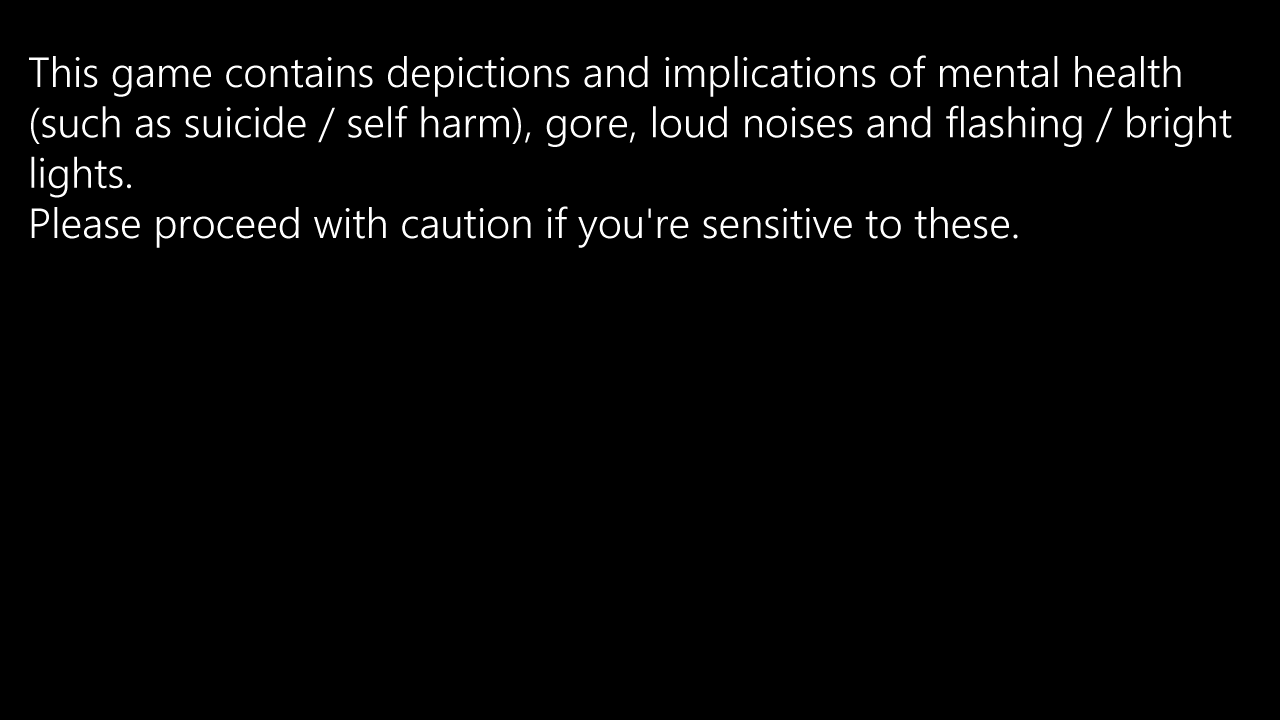 This game contains depictions and implications of mental health
(such as suicide / self harm), gore, loud noises and flashing / bright
lights.
Please proceed with caution if you're sensitive to these.